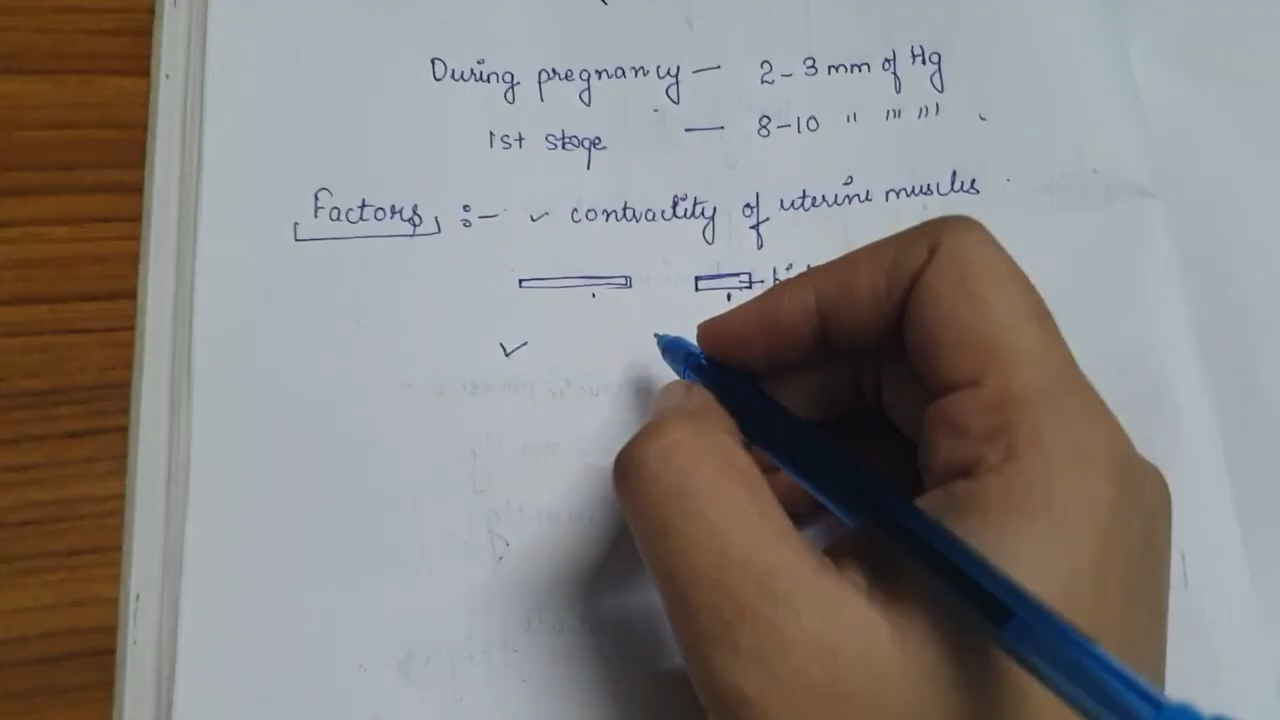 During pregnancy — 2-3 mm of Hg
1st stage — 8-10 " "' "'
Factors :- ✓ contractility of uterine muscles
✓